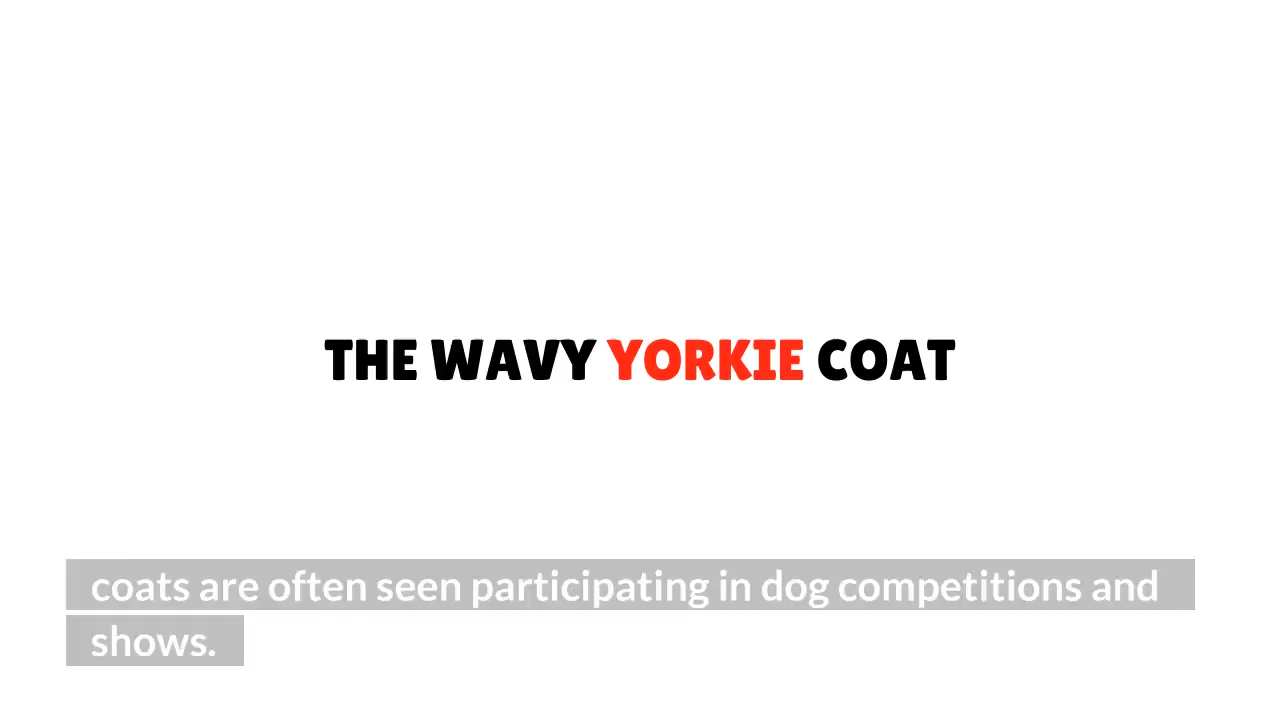 THE WAVY YORKIE COAT
coats are often seen participating in dog competitions and
shows.